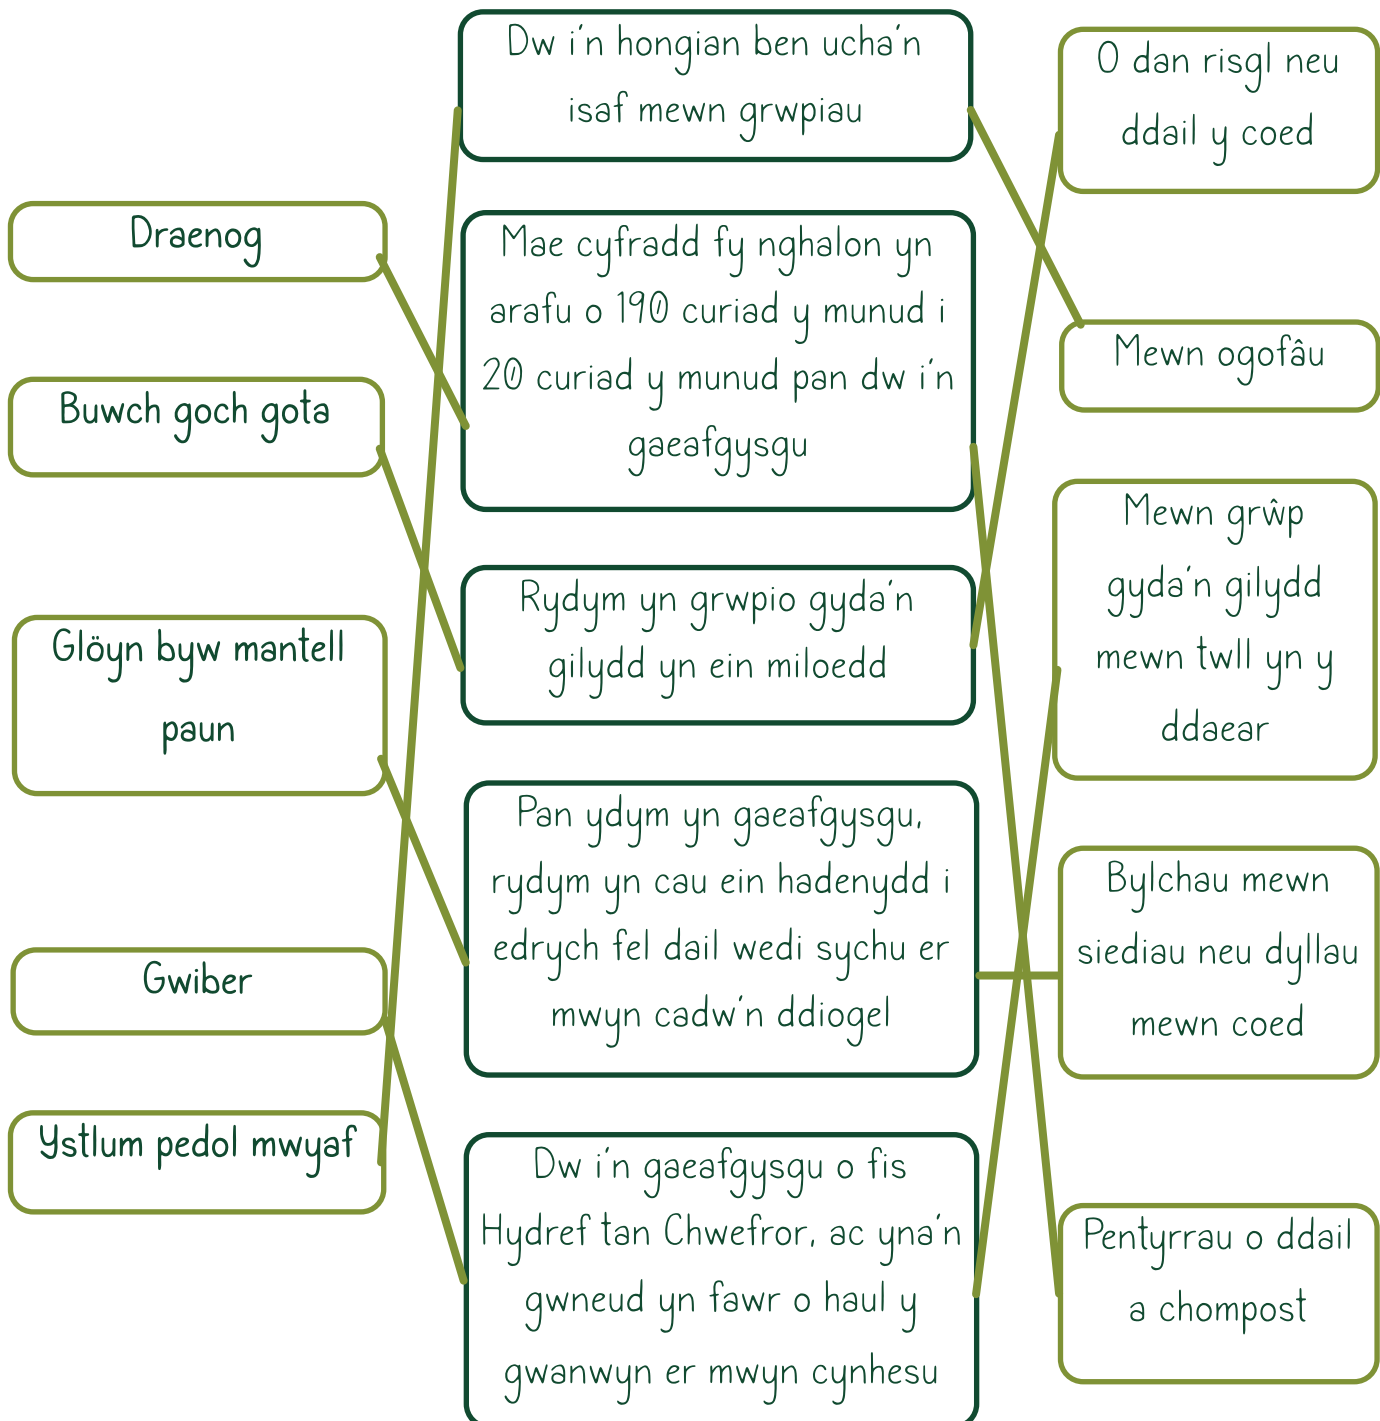 Draenog
Buwch goch gota
Glöyn byw mantell
paun
Gwiber
Ystlum pedol mwyaf
Dw i'n hongian ben ucha'n
isaf mewn grwpiau
Mae cyfradd fy nghalon yn
arafu o 190 curiad y munud i
20 curiad y munud pan dw i'n
gaeafgysgu
Rydym yn grwpio gyda'n
gilydd yn ein miloedd
Pan ydym yn gaeafgysgu,
rydym yn cau ein hadenydd i
edrych fel dail wedi sychu er
mwyn cadw'n ddiogel
Dw i'n gaeafgysgu o fis
Hydref tan Chwefror, ac yna'n
gwneud yn fawr o haul y
gwanwyn er mwyn cynhesu
O dan risgl neu
ddail y coed
Mewn ogofâu
Mewn grŵp
gyda'n gilydd
mewn twll yn y
ddaear
Bylchau mewn
siediau neu dyllau
mewn coed
Pentyrrau o ddail
a chompost